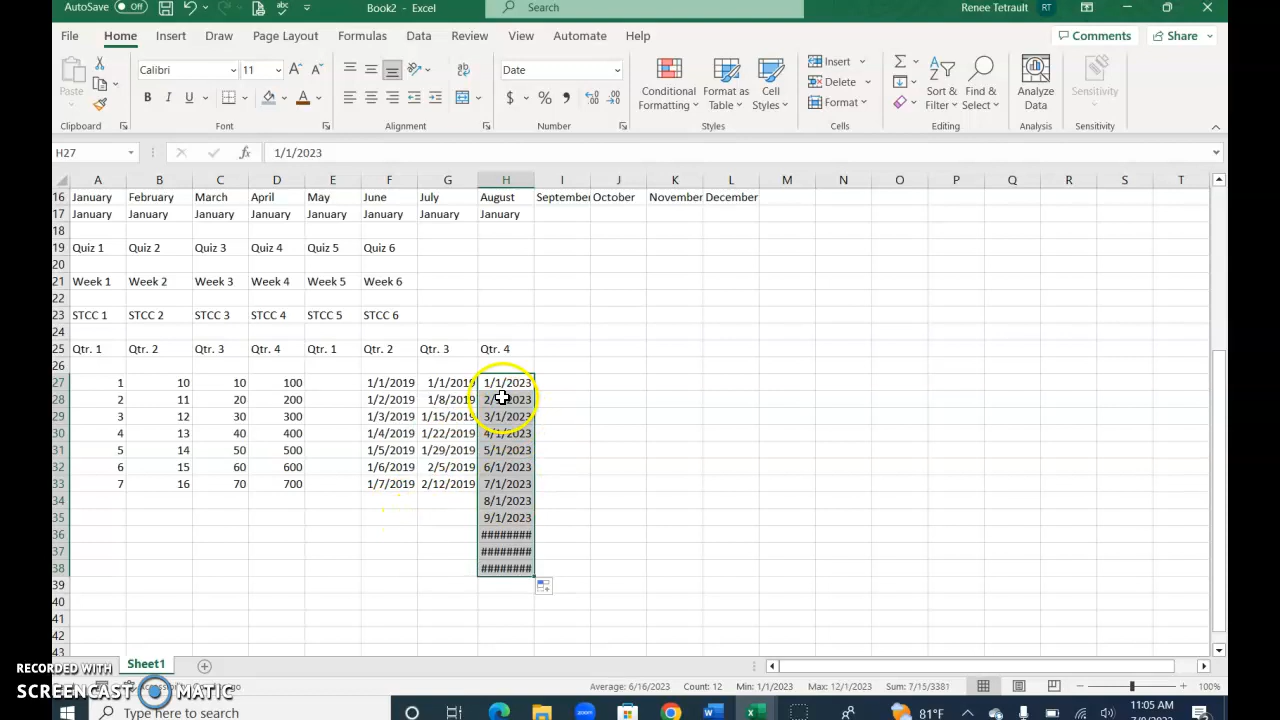 AutoSave Off Book2 - Excel Search Renee Tetrault RT
File Home Insert Draw Page Layout Formulas Data Review View Automate Help Comments Share
Paste Calibri 11 Date Conditional Formatting Format as Table Cell Styles Insert Delete Format Sort & Filter Find & Select Analyze Data Sensitivity
Clipboard Font Alignment Number Styles Cells Editing Analysis Sensitivity
H27 1/1/2023
A B C D E F G H I J K L M N O P Q R S T
16 January February March April May June July August September October November December
17 January January January January January January January January
18
19 Quiz 1 Quiz 2 Quiz 3 Quiz 4 Quiz 5 Quiz 6
20
21 Week 1 Week 2 Week 3 Week 4 Week 5 Week 6
22
23 STCC 1 STCC 2 STCC 3 STCC 4 STCC 5 STCC 6
24
25 Qtr. 1 Qtr. 2 Qtr. 3 Qtr. 4 Qtr. 1 Qtr. 2 Qtr. 3 Qtr. 4
26
27 1 10 10 100 1/1/2019 1/1/2019 1/1/2023
28 2 11 20 200 1/2/2019 1/8/2019 2/1/2023
29 3 12 30 300 1/3/2019 1/15/2019 3/1/2023
30 4 13 40 400 1/4/2019 1/22/2019 4/1/2023
31 5 14 50 500 1/5/2019 1/29/2019 5/1/2023
32 6 15 60 600 1/6/2019 2/5/2019 6/1/2023
33 7 16 70 700 1/7/2019 2/12/2019 7/1/2023
34 8/1/2023
35 9/1/2023
36 ########
37 ########
38 ########
39
40
41
42
43
Sheet1
RECORDED WITH
SCREENCAST MATIC
Average: 6/16/2023 Count: 12 Min: 1/1/2023 Max: 12/1/2023 Sum: 7/15/3381 100%
Type here to search 81°F 11:05 AM